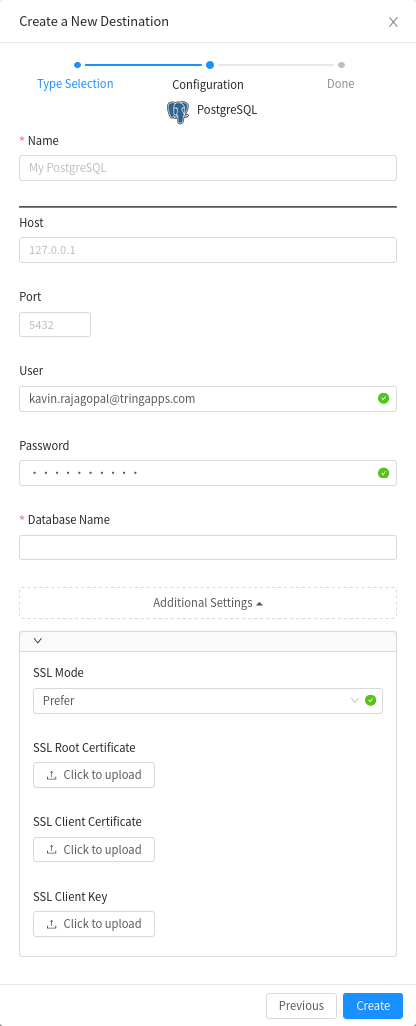 Create a New Destination
Type Selection
Configuration
Done
PostgreSQL
* Name
My PostgreSQL
Host
127.0.0.1
Port
5432
User
kavin.rajagopal@tringapps.com
Password
* Database Name
Additional Settings
SSL Mode
Prefer
SSL Root Certificate
Click to upload
SSL Client Certificate
Click to upload
SSL Client Key
Click to upload
Previous
Create